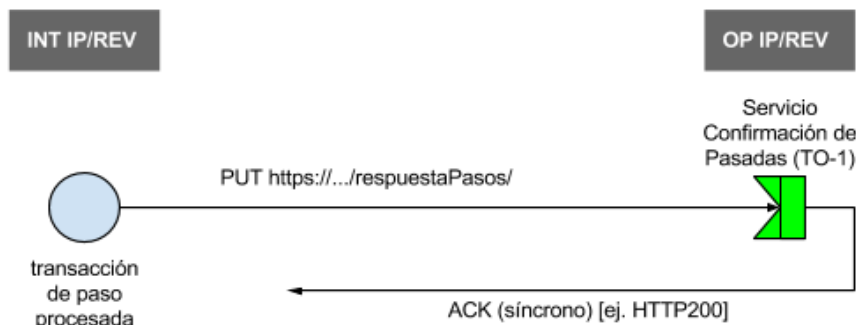 INT IP/REV
OP IP/REV
Servicio
Confirmación de
Pasadas (TO-1)
PUT https://.../respuestaPasos/
transacción
de paso
procesada
ACK (síncrono) [ej. HTTP200]